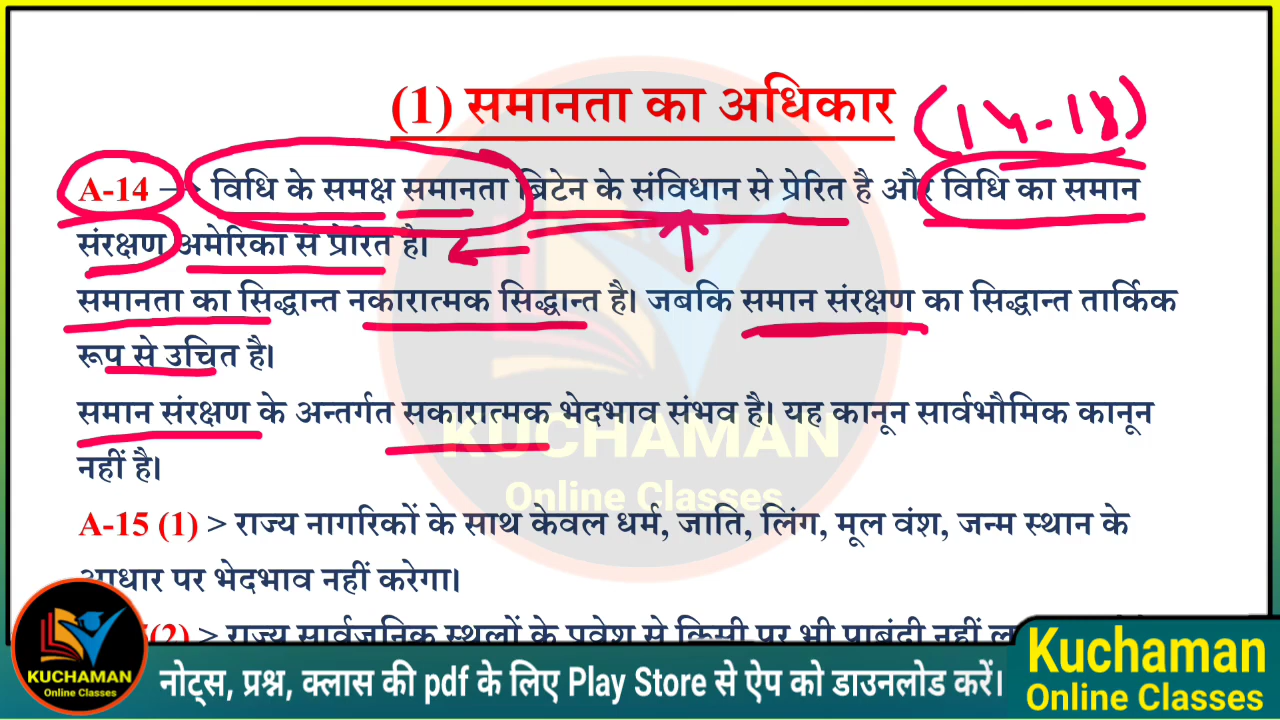 (1) समानता का अधिकार (14-18)
A-14 –> विधि के समक्ष समानता ब्रिटेन के संविधान से प्रेरित है और विधि का समान
संरक्षण अमेरिका से प्रेरित है।
समानता का सिद्धान्त नकारात्मक सिद्धान्त है। जबकि समान संरक्षण का सिद्धान्त तार्किक
रूप से उचित है।
समान संरक्षण के अन्तर्गत सकारात्मक भेदभाव संभव है। यह कानून सार्वभौमिक कानून
नहीं है।
KUCHAMAN
Online Classes
A-15 (1) > राज्य नागरिकों के साथ केवल धर्म, जाति, लिंग, मूल वंश, जन्म स्थान के
आधार पर भेदभाव नहीं करेगा।
(2) > राज्य सार्वजनिक स्थलों के प्रवेश से किसी पर भी पाबंदी नहीं
KUCHAMAN
Online Classes
नोट्स, प्रश्न, क्लास की pdf के लिए Play Store से ऐप को डाउनलोड करें।
Kuchaman
Online Classes